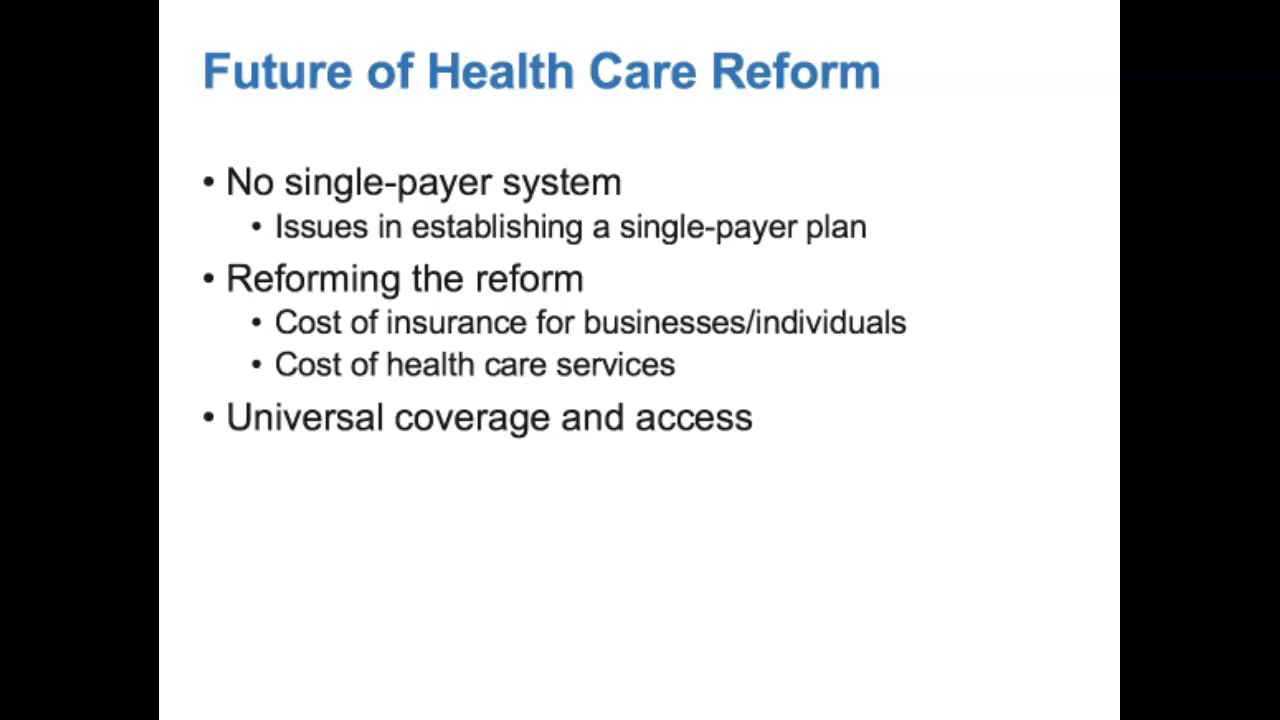 Future of Health Care Reform
• No single-payer system
• Issues in establishing a single-payer plan
• Reforming the reform
• Cost of insurance for businesses/individuals
• Cost of health care services
• Universal coverage and access